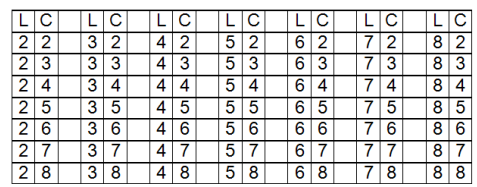 L C L C L C L C L C L C L C
2 2 3 2 4 2 5 2 6 2 7 2 8 2
2 3 3 3 4 3 5 3 6 3 7 3 8 3
2 4 3 4 4 4 5 4 6 4 7 4 8 4
2 5 3 5 4 5 5 5 6 5 7 5 8 5
2 6 3 6 4 6 5 6 6 6 7 6 8 6
2 7 3 7 4 7 5 7 6 7 7 7 8 7
2 8 3 8 4 8 5 8 6 8 7 8 8 8